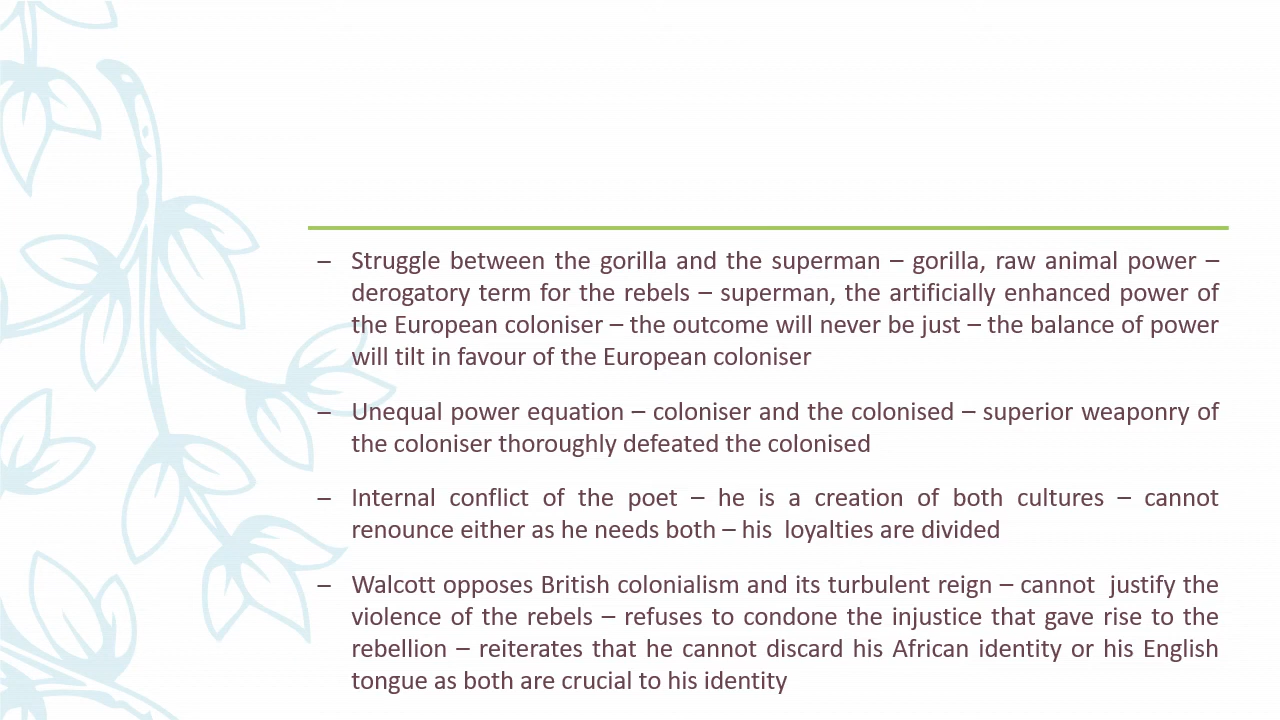 – Struggle between the gorilla and the superman – gorilla, raw animal power –
derogatory term for the rebels – superman, the artificially enhanced power of
the European coloniser – the outcome will never be just – the balance of power
will tilt in favour of the European coloniser
– Unequal power equation – coloniser and the colonised – superior weaponry of
the coloniser thoroughly defeated the colonised
– Internal conflict of the poet – he is a creation of both cultures – cannot
renounce either as he needs both – his  loyalties are divided
– Walcott opposes British colonialism and its turbulent reign – cannot  justify the
violence of the rebels – refuses to condone the injustice that gave rise to the
rebellion – reiterates that he cannot discard his African identity or his English
tongue as both are crucial to his identity